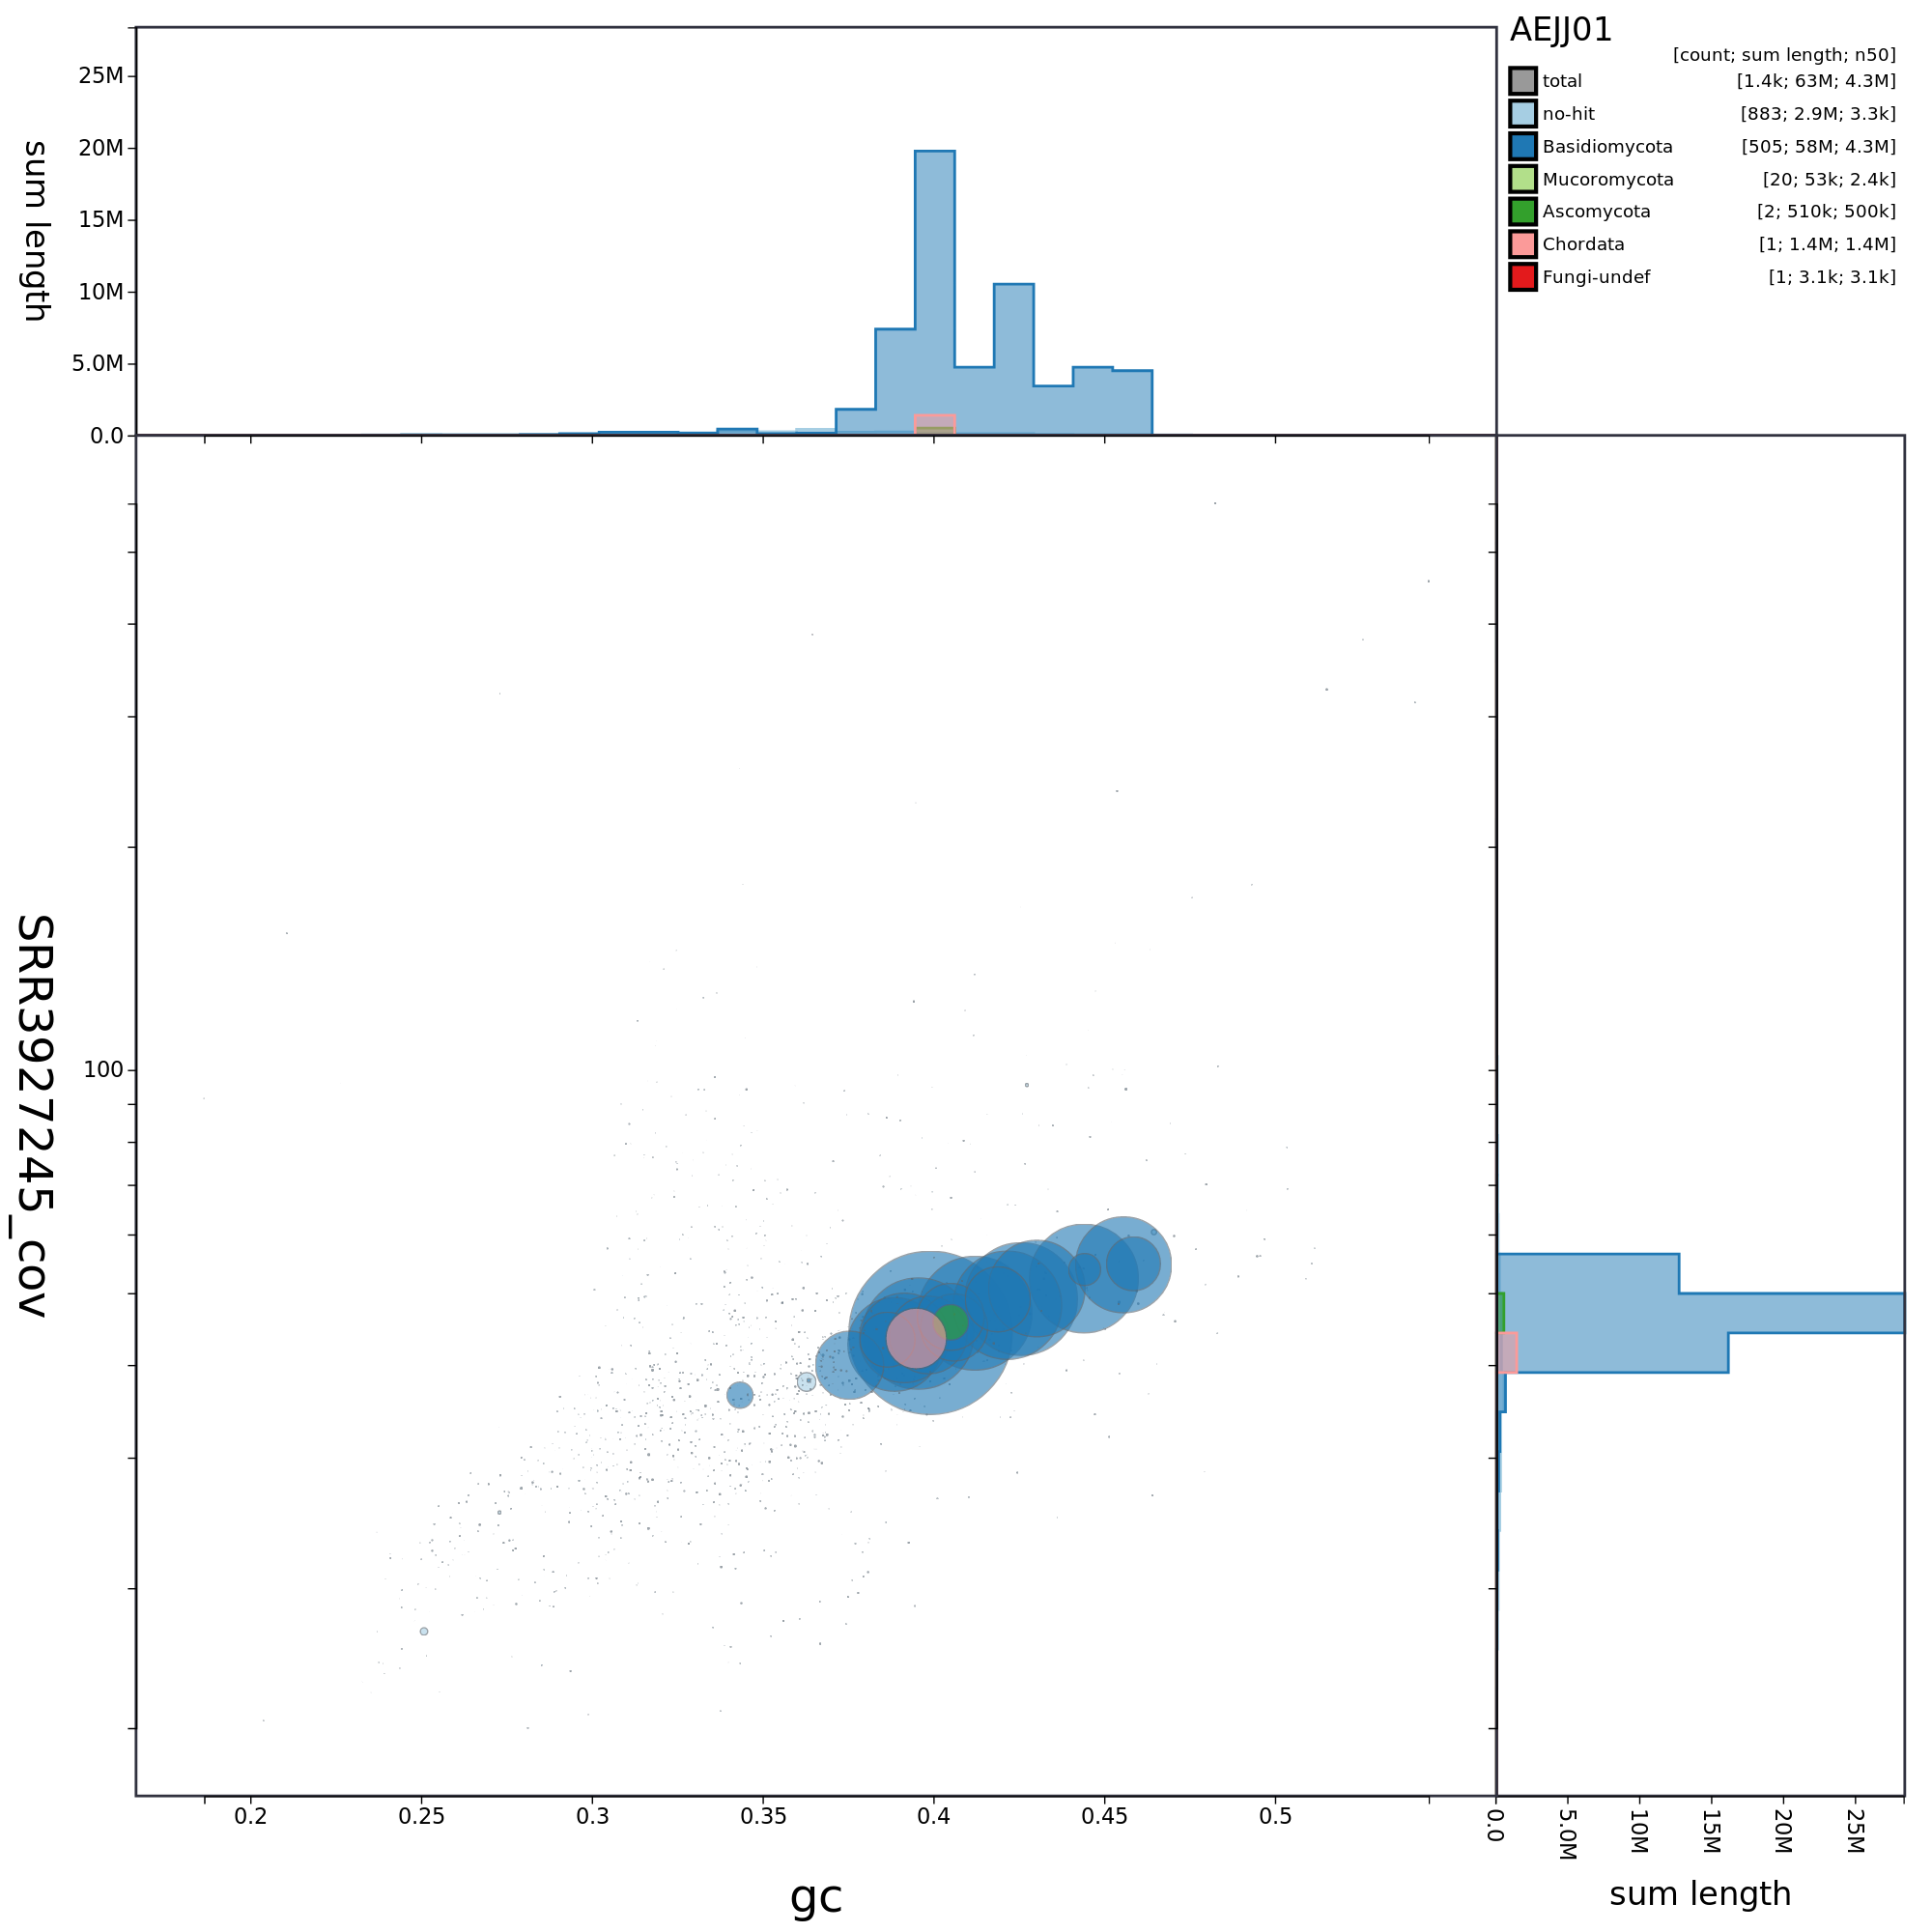 AEJJ01
[count; sum length; n50]
total [1.4k; 63M; 4.3M]
no-hit [883; 2.9M; 3.3k]
Basidiomycota [505; 58M; 4.3M]
Mucoromycota [20; 53k; 2.4k]
Ascomycota [2; 510k; 500k]
Chordata [1; 1.4M; 1.4M]
Fungi-undef [1; 3.1k; 3.1k]
sum length
25M
20M
15M
10M
5.0M
0.0
SRR3927245_cov
100
0.2 0.25 0.3 0.35 0.4 0.45 0.5
gc
0.0 5.0M 10M 15M 20M 25M
sum length